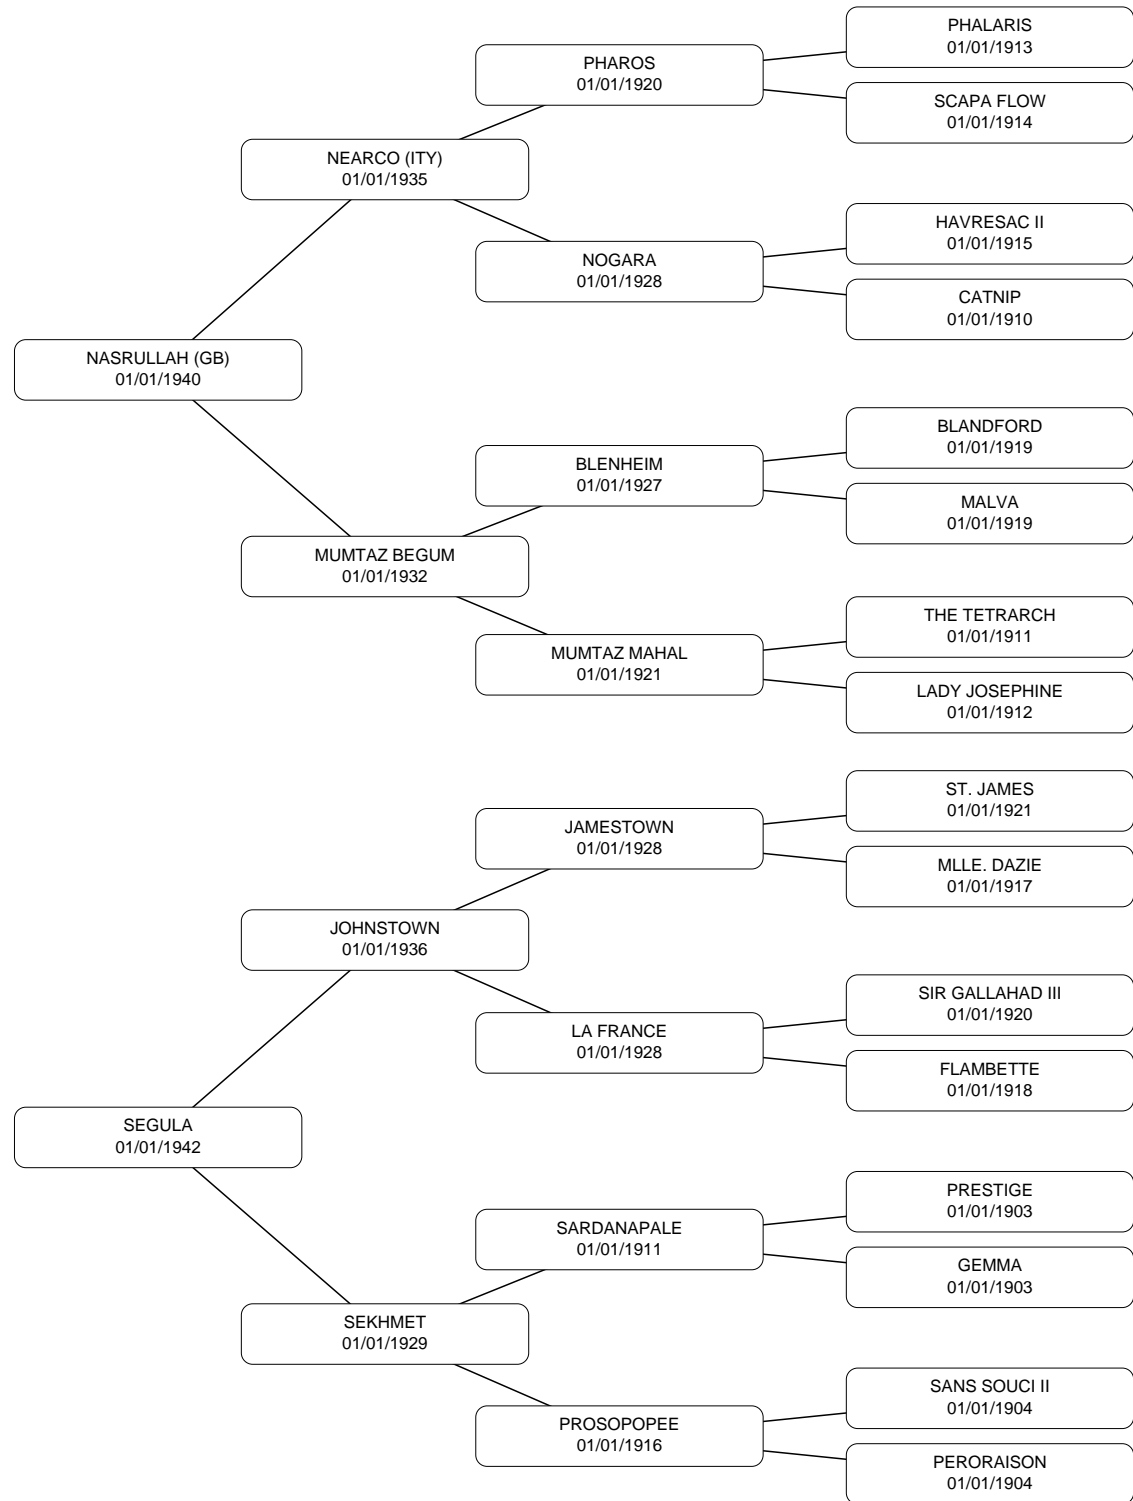 PHALARIS
01/01/1913
PHAROS
01/01/1920
SCAPA FLOW
01/01/1914
NEARCO (ITY)
01/01/1935
HAVRESAC II
01/01/1915
NOGARA
01/01/1928
CATNIP
01/01/1910
NASRULLAH (GB)
01/01/1940
BLANDFORD
01/01/1919
BLENHEIM
01/01/1927
MALVA
01/01/1919
MUMTAZ BEGUM
01/01/1932
THE TETRARCH
01/01/1911
MUMTAZ MAHAL
01/01/1921
LADY JOSEPHINE
01/01/1912
ST. JAMES
01/01/1921
JAMESTOWN
01/01/1928
MLLE. DAZIE
01/01/1917
JOHNSTOWN
01/01/1936
SIR GALLAHAD III
01/01/1920
LA FRANCE
01/01/1928
FLAMBETTE
01/01/1918
SEGULA
01/01/1942
PRESTIGE
01/01/1903
SARDANAPALE
01/01/1911
GEMMA
01/01/1903
SEKHMET
01/01/1929
SANS SOUCI II
01/01/1904
PROSOPOPEE
01/01/1916
PERORAISON
01/01/1904